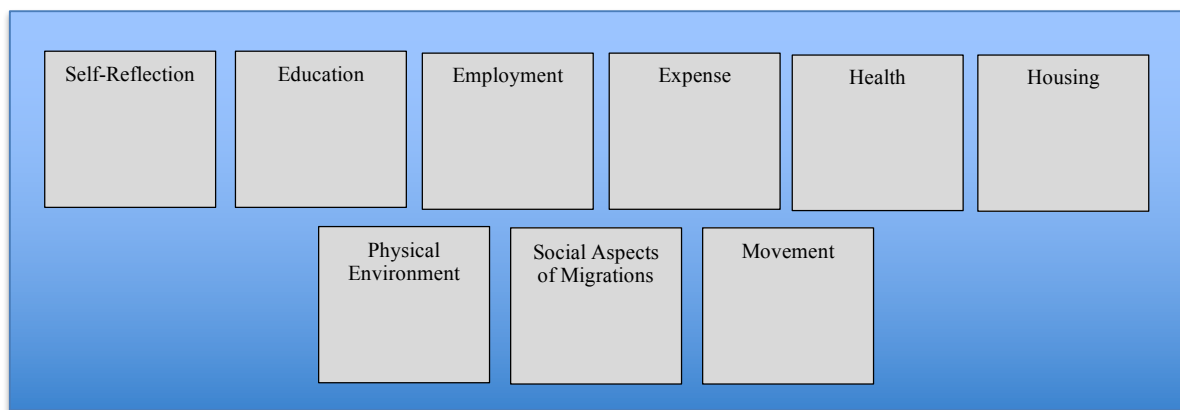 Self-Reflection
Education
Employment
Expense
Health
Housing
Physical
Environment
Social Aspects
of Migrations
Movement